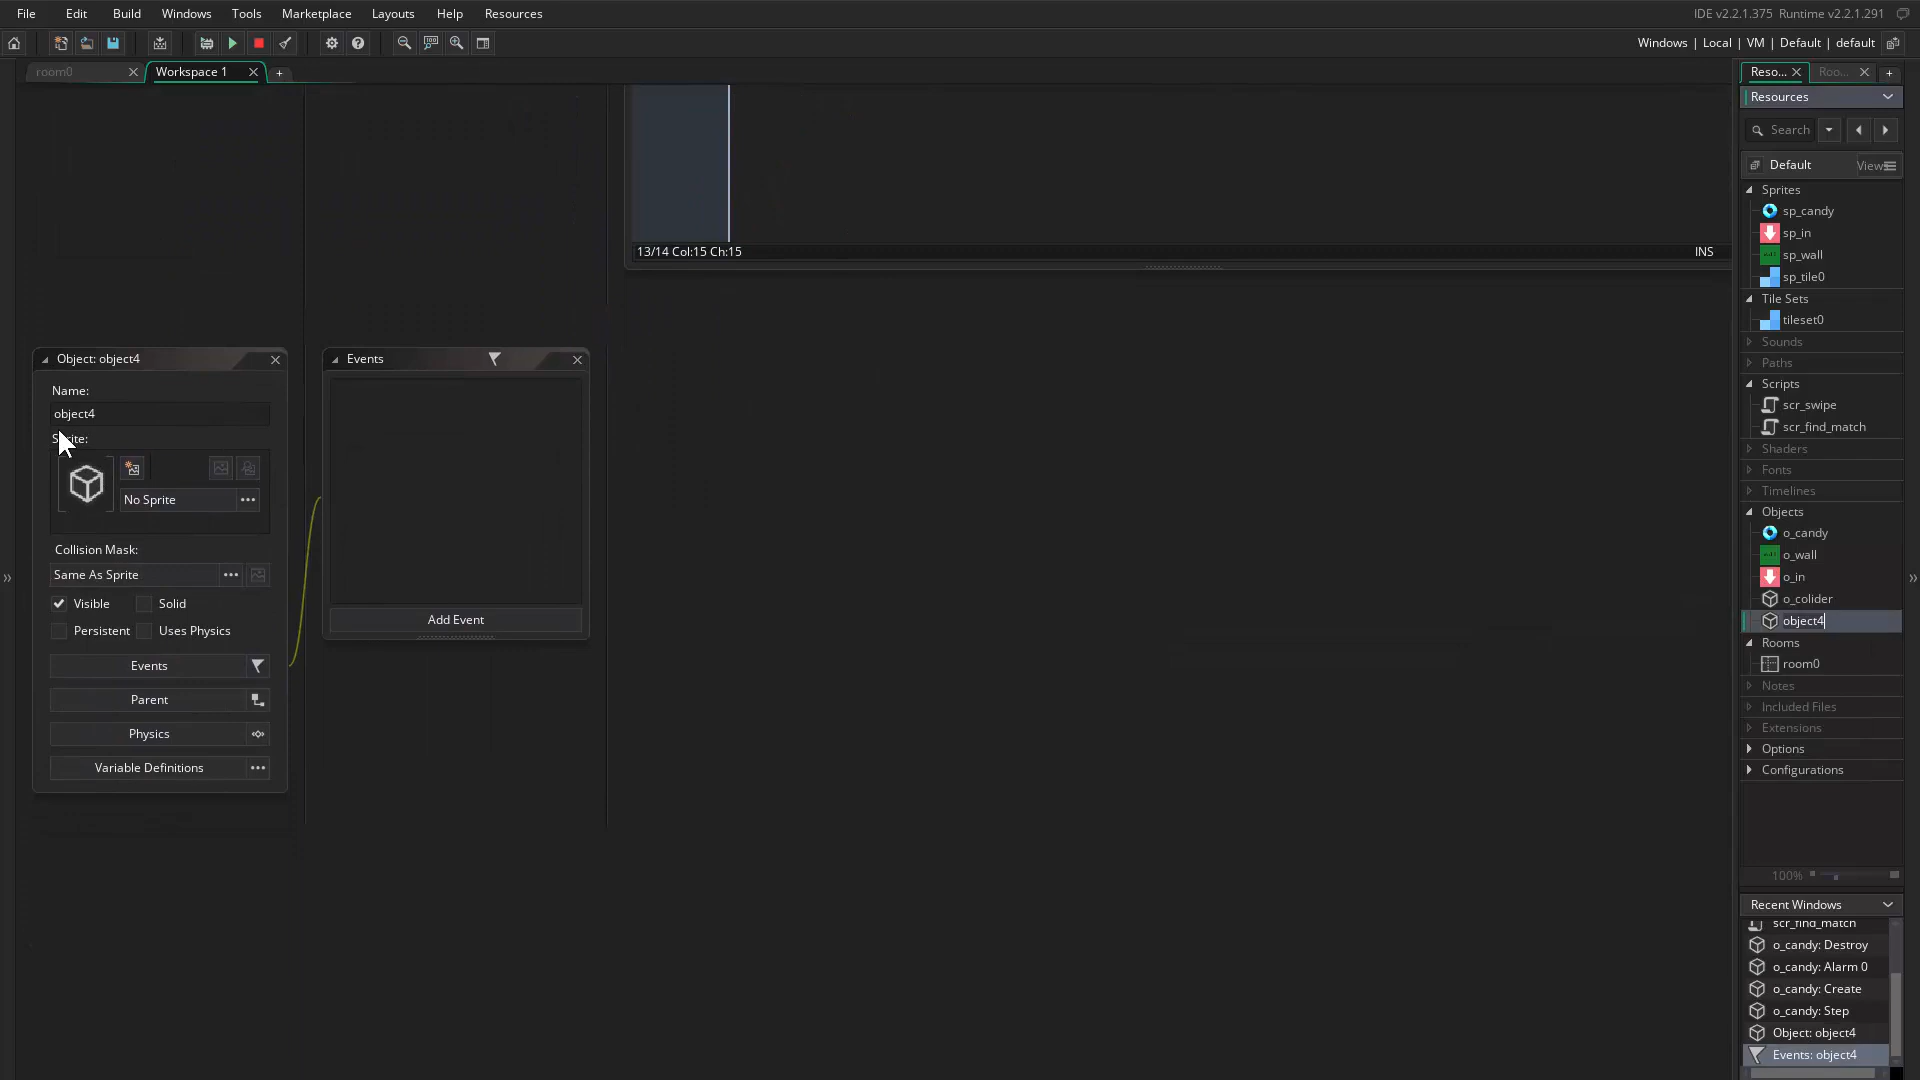 File Edit Build Windows Tools Marketplace Layouts Help Resources
IDE v2.2.1.375 Runtime v2.2.1.291
Windows | Local | VM | Default | default
room0
Workspace 1
Reso...
Roo...
Resources
Search
Default
View
Sprites
sp_candy
sp_in
sp_wall
sp_tile0
Tile Sets
tileset0
Sounds
Paths
Scripts
scr_swipe
scr_find_match
Shaders
Fonts
Timelines
Objects
o_candy
o_wall
o_in
o_colider
object4
Rooms
room0
Notes
Included Files
Extensions
Options
Configurations
100%
Recent Windows
scr_find_match
o_candy: Destroy
o_candy: Alarm 0
o_candy: Create
o_candy: Step
Object: object4
Events: object4
13/14 Col:15 Ch:15
INS
Object: object4
Name:
object4
Sprite:
No Sprite
Collision Mask:
Same As Sprite
Visible
Solid
Persistent
Uses Physics
Events
Parent
Physics
Variable Definitions
Events
Add Event